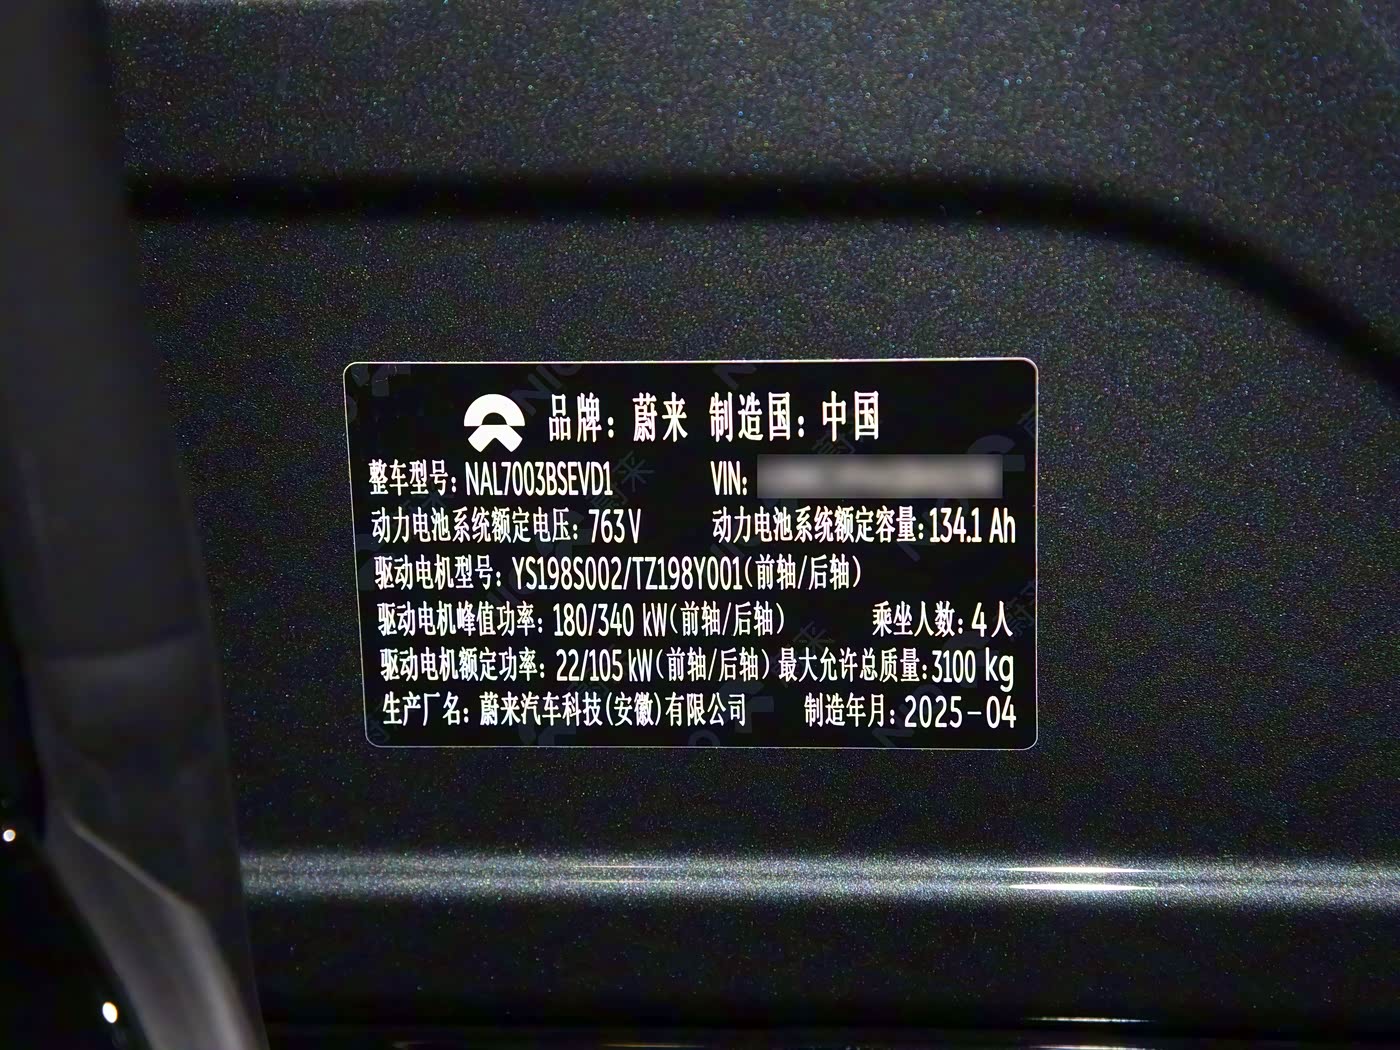 品牌: 蔚来 制造国: 中国
整车型号: NAL7003BSEVD1 VIN:
动力电池系统额定电压: 763 V 动力电池系统额定容量: 134.1 Ah
驱动电机型号: YS198S002/TZ198Y001(前轴/后轴)
驱动电机峰值功率: 180/340 kW(前轴/后轴) 乘坐人数: 4 人
驱动电机额定功率: 22/105 kW(前轴/后轴) 最大允许总质量: 3100 kg
生产厂名: 蔚来汽车科技(安徽)有限公司 制造年月: 2025-04